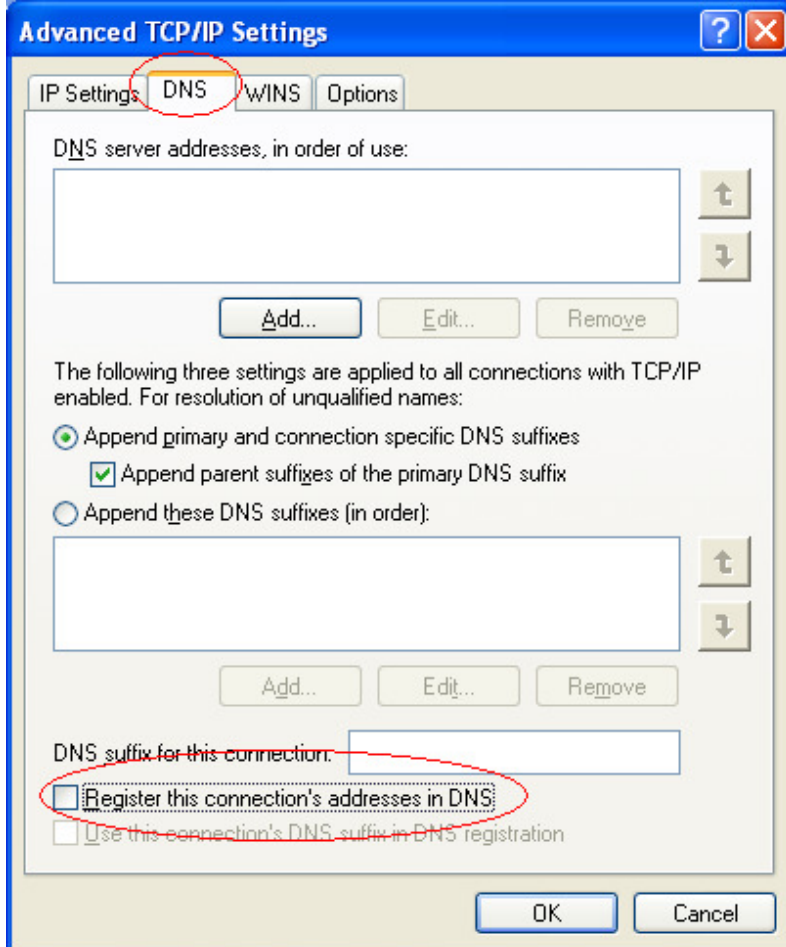 Advanced TCP/IP Settings
IP Settings DNS WINS Options
DNS server addresses, in order of use:
Add... Edit... Remove
The following three settings are applied to all connections with TCP/IP
enabled. For resolution of unqualified names:
Append primary and connection specific DNS suffixes
Append parent suffixes of the primary DNS suffix
Append these DNS suffixes (in order):
Add... Edit... Remove
DNS suffix for this connection:
Register this connection's addresses in DNS
Use this connection's DNS suffix in DNS registration
OK Cancel